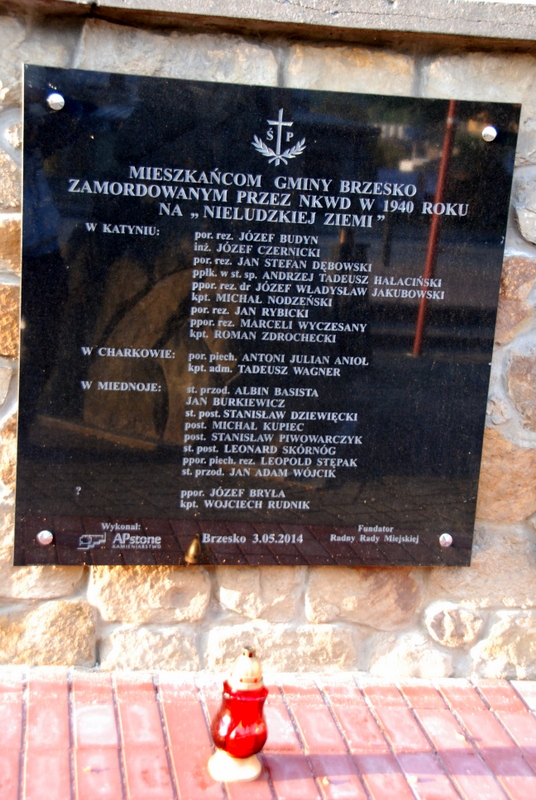 Ś P
MIESZKAŃCOM GMINY BRZESKO
ZAMORDOWANYM PRZEZ NKWD W 1940 ROKU
NA „ NIELUDZKIEJ ZIEMI ”
W KATYNIU: por. rez. JÓZEF BUDYN
inż. JÓZEF CZERNICKI
por. rez. JAN STEFAN DĘBOWSKI
ppłk. w st. sp. ANDRZEJ TADEUSZ HAŁACIŃSKI
ppor. rez. dr JÓZEF WŁADYSŁAW JAKUBOWSKI
kpt. MICHAŁ NODZEŃSKI
por. rez. JAN RYBICKI
ppor. rez. MARCELI WYCZESANY
kpt. ROMAN ZDROCHECKI
W CHARKOWIE: por. piech. ANTONI JULIAN ANIOŁ
kpt. adm. TADEUSZ WAGNER
W MIEDNOJE: st. przod. ALBIN BASISTA
JAN BURKIEWICZ
st. post. STANISŁAW DZIEWIĘCKI
post. MICHAŁ KUPIEC
post. STANISŁAW PIWOWARCZYK
st. post. LEONARD SKÓRNÓG
ppor. piech. rez. LEOPOLD STĘPAK
st. przod. JAN ADAM WÓJCIK
? ppor. JÓZEF BRYŁA
kpt. WOJCIECH RUDNIK
Wykonał:
APstone
KAMIENIARSTWO
Brzesko 3.05.2014
Fundator
Radny Rady Miejskiej